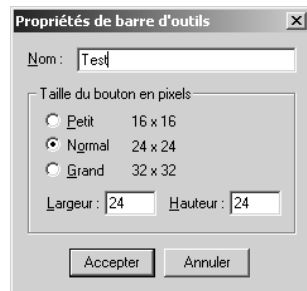 Propriétés de barre d'outils
Nom : Test
Taille du bouton en pixels
Petit 16 x 16
Normal 24 x 24
Grand 32 x 32
Largeur : 24 Hauteur : 24
Accepter Annuler